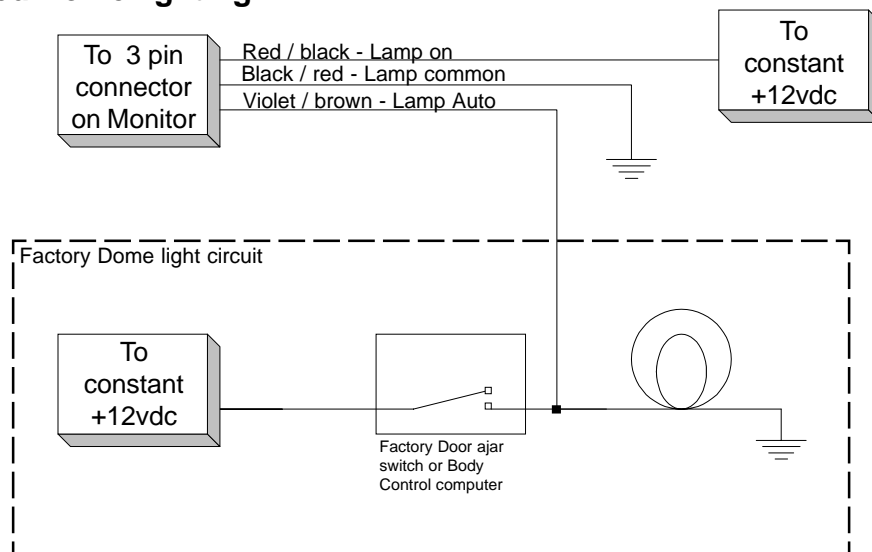 To 3 pin
connector
on Monitor
Red / black - Lamp on
Black / red - Lamp common
Violet / brown - Lamp Auto
To
constant
+12vdc
Factory Dome light circuit
To
constant
+12vdc
Factory Door ajar
switch or Body
Control computer